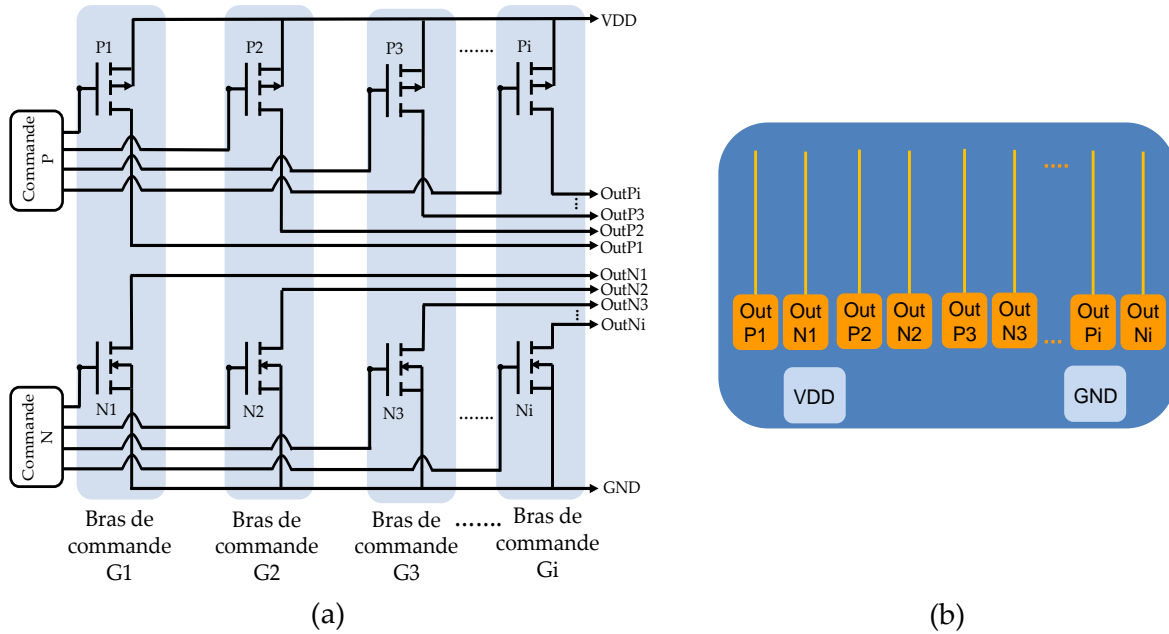 P1
P2
P3
.......
Pi
VDD
Commande
P
OutPi
OutP3
OutP2
OutP1
OutN1
OutN2
OutN3
OutNi
Commande
N
N1
N2
N3
.......
Ni
GND
Bras de
commande
G1
Bras de
commande
G2
Bras de
commande
G3
.......
Bras de
commande
Gi
(a)
....
Out
P1
Out
N1
Out
P2
Out
N2
Out
P3
Out
N3
....
Out
Pi
Out
Ni
VDD
GND
(b)